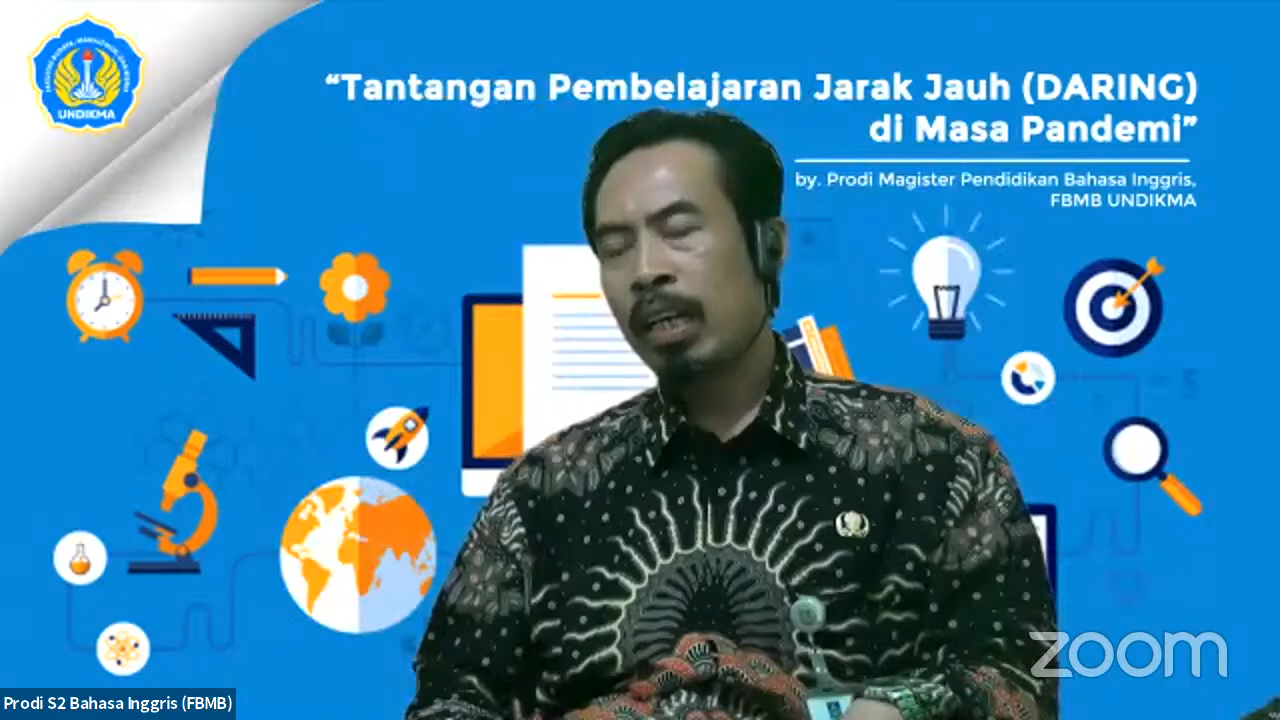 UNDIKMA
“Tantangan Pembelajaran Jarak Jauh (DARING)
di Masa Pandemi”
by. Prodi Magister Pendidikan Bahasa Inggris,
FBMB UNDIKMA
zoom
Prodi S2 Bahasa Inggris (FBMB)